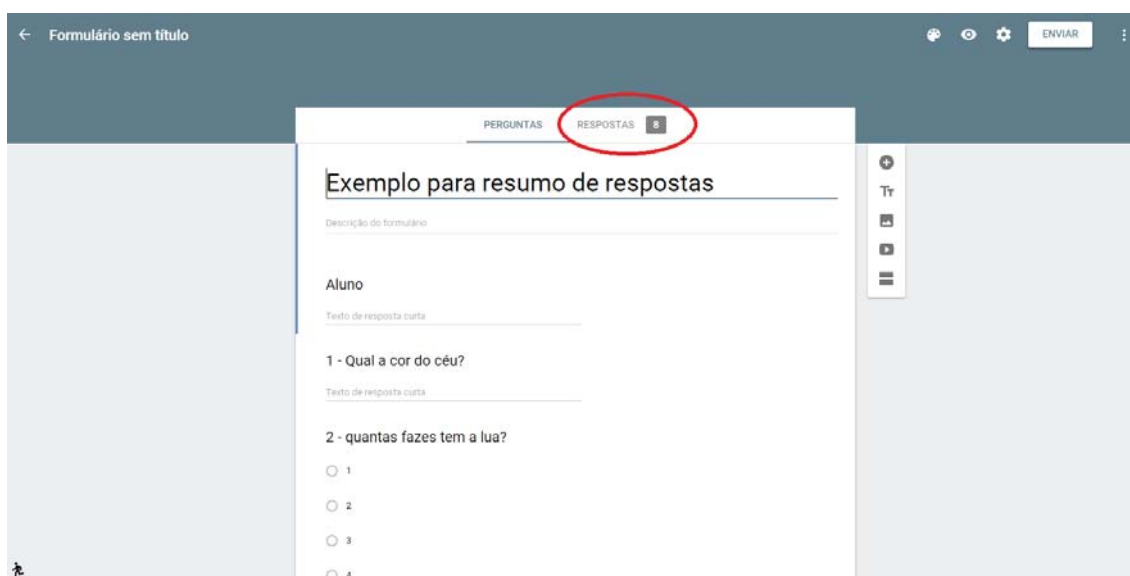 Formulário sem título
ENVIAR
PERGUNTAS
RESPOSTAS 8
Exemplo para resumo de respostas
Descrição do formulário
Aluno
Texto de resposta curta
1 - Qual a cor do céu?
Texto de resposta curta
2 - quantas fazes tem a lua?
1
2
3
4